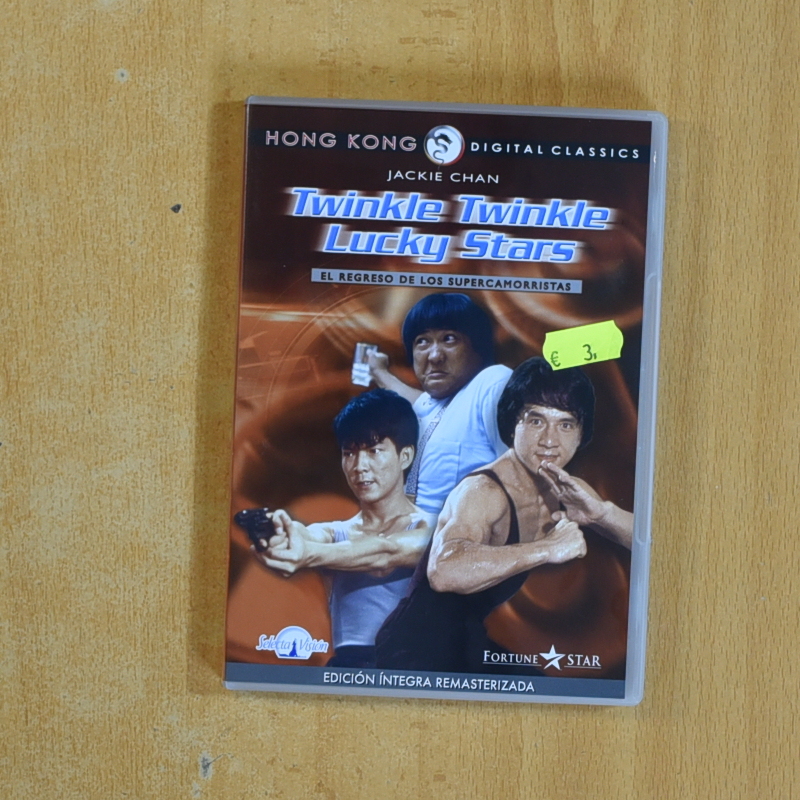 HONG KONG DIGITAL CLASSICS
JACKIE CHAN
Twinkle Twinkle
Lucky Stars
EL REGRESO DE LOS SUPERCAMORRISTAS
€ 3,
Selecta Visión
FORTUNE STAR
EDICIÓN ÍNTEGRA REMASTERIZADA